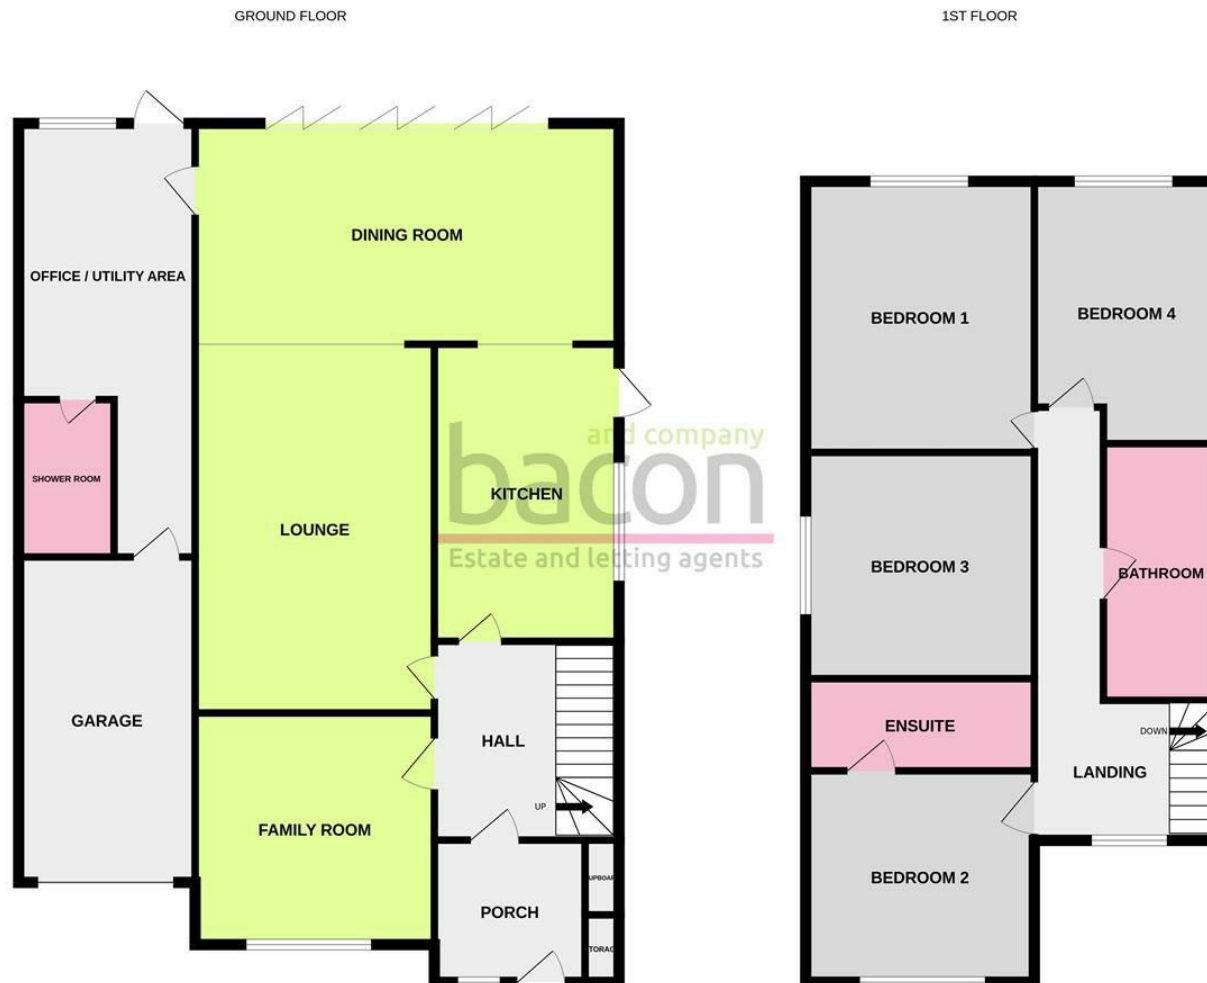 GROUND FLOOR
1ST FLOOR
DINING ROOM
OFFICE / UTILITY AREA
SHOWER ROOM
LOUNGE
KITCHEN
GARAGE
HALL
UP
FAMILY ROOM
PORCH
UPBOAR
TORAG
BEDROOM 1
BEDROOM 4
BEDROOM 3
BATHROOM
ENSUITE
DOWN
LANDING
BEDROOM 2
and company
bacon
Estate and letting agents